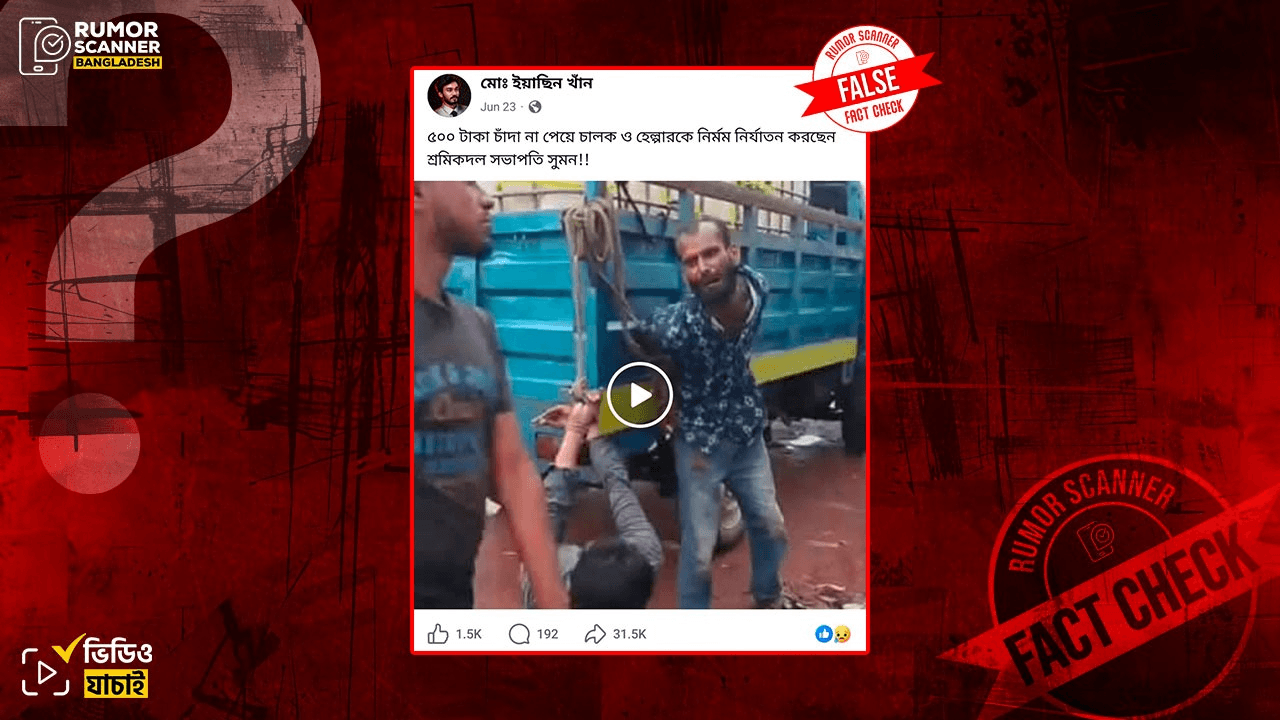 RUMOR
SCANNER
BANGLADESH
RUMOR SCANNER
FALSE
FACT CHECK
মোঃ ইয়াছিন খাঁন
Jun 23 ·
৫০০ টাকা চাঁদা না পেয়ে চালক ও হেল্পারকে নির্মম নির্যাতন করছেন
শ্রমিকদল সভাপতি সুমন!!
1.5K 192 31.5K
ভিডিও
যাচাই
RUMOR SCANNER
FACT CHECK